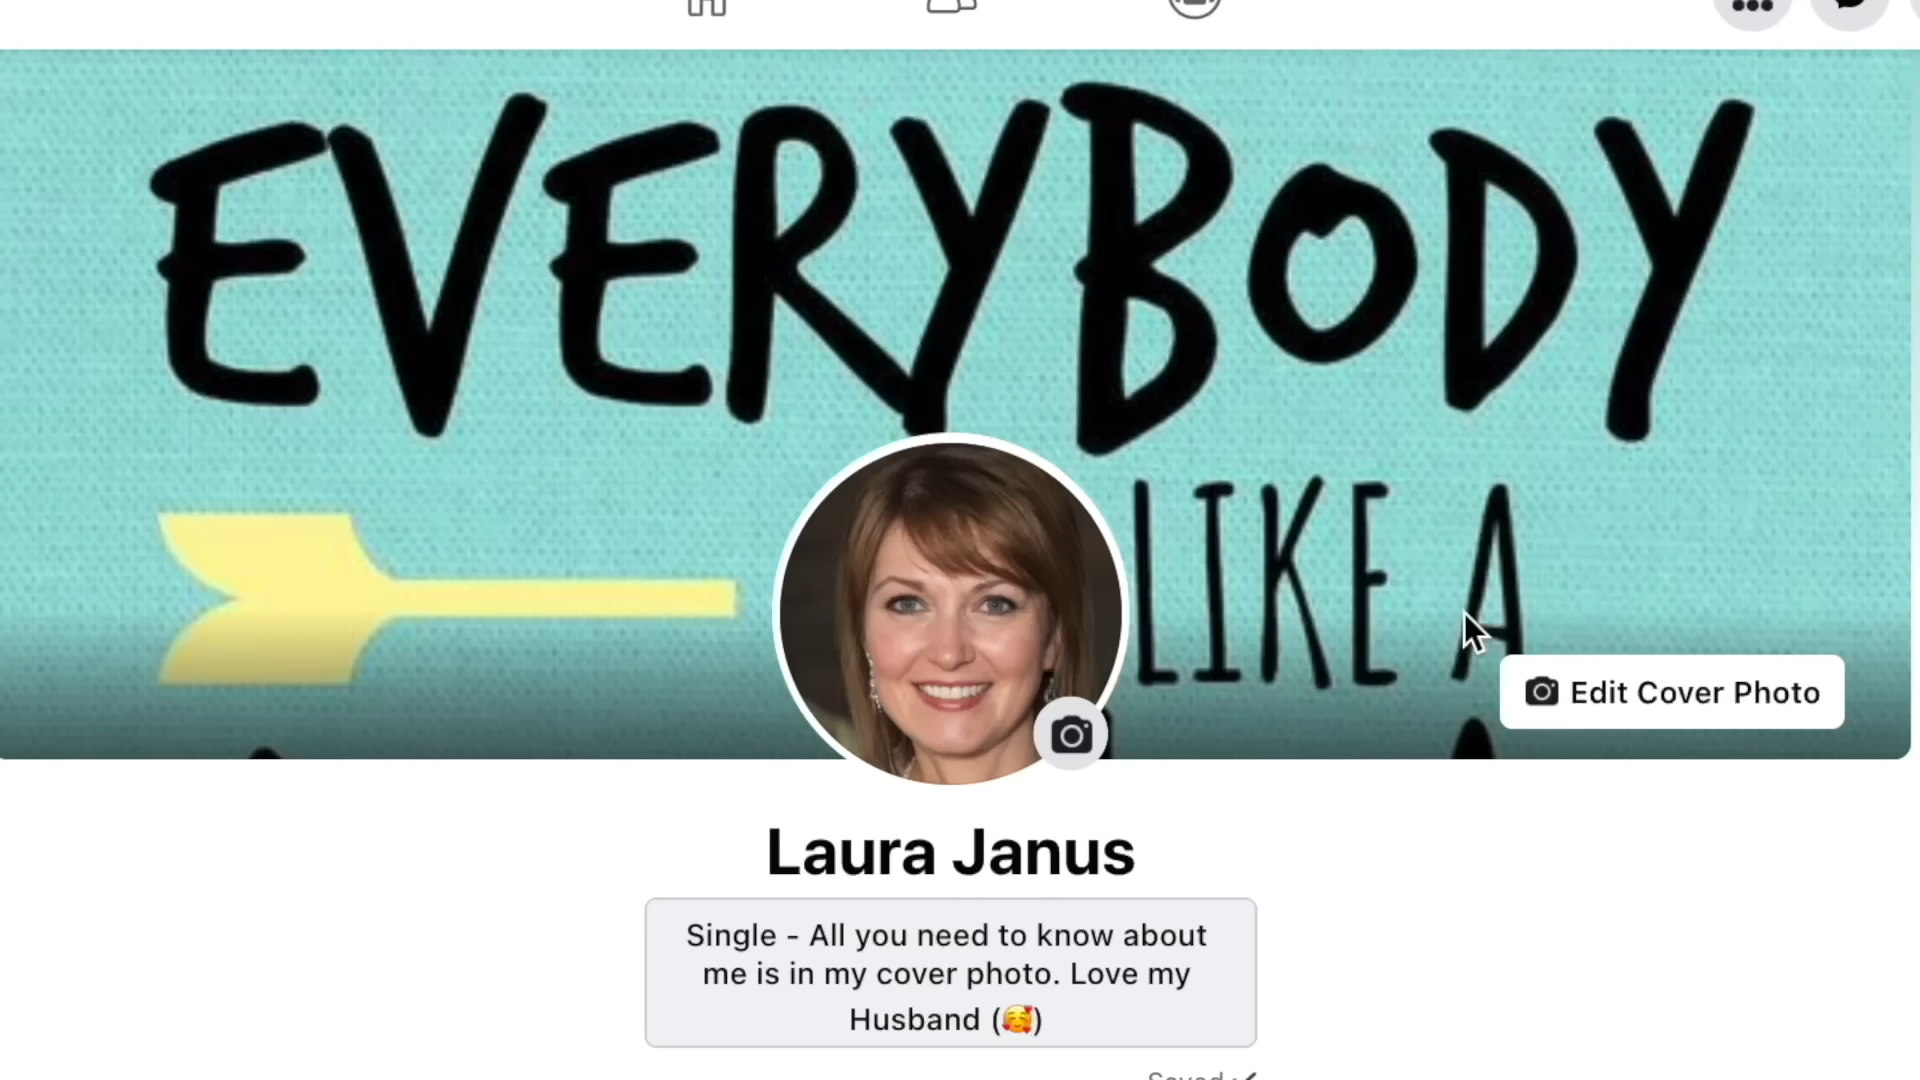 EVERYBODY
LIKE A
Edit Cover Photo
Laura Janus
Single - All you need to know about
me is in my cover photo. Love my
Husband (🥰)
Saved